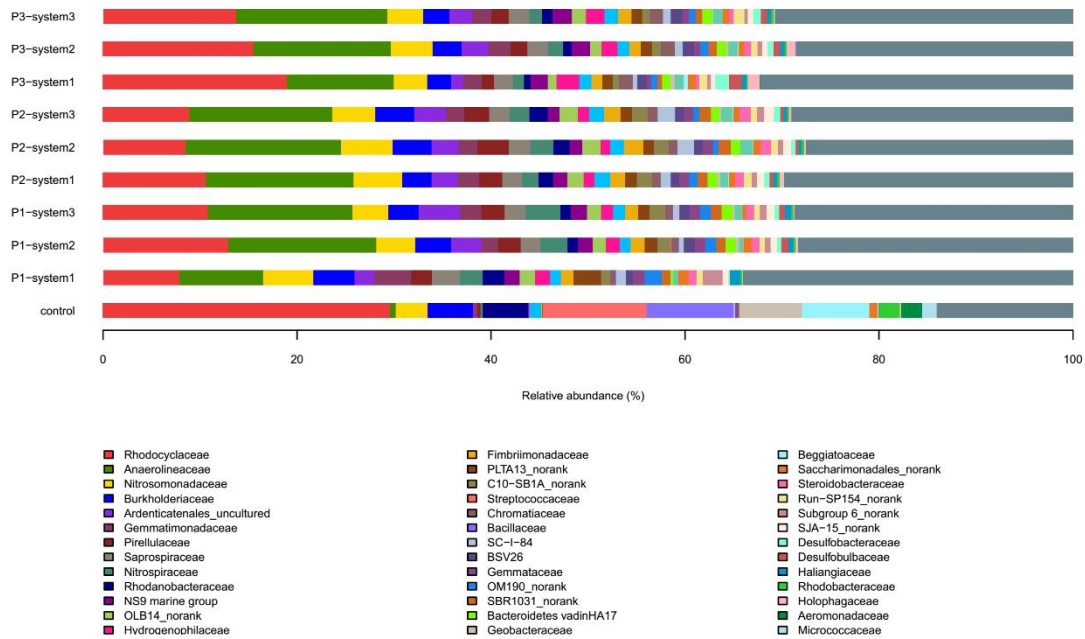 P3−system3
P3−system2
P3−system1
P2−system3
P2−system2
P2−system1
P1−system3
P1−system2
P1−system1
control
0 20 40 60 80 100
Relative abundance (%)
Rhodocyclaceae
Anaerolineaceae
Nitrosomonadaceae
Burkholderiaceae
Ardenticatenales_uncultured
Gemmatimonadaceae
Pirellulaceae
Saprospiraceae
Nitrospiraceae
Rhodanobacteraceae
NS9 marine group
OLB14_norank
Hydrogenophilaceae
Fimbriimonadaceae
PLTA13_norank
C10−SB1A_norank
Streptococcaceae
Chromatiaceae
Bacillaceae
SC−I−84
BSV26
Gemmataceae
OM190_norank
SBR1031_norank
Bacteroidetes vadinHA17
Geobacteraceae
Beggiatoaceae
Saccharimonadales_norank
Steroidobacteraceae
Run−SP154_norank
Subgroup 6_norank
SJA−15_norank
Desulfobacteraceae
Desulfobulbaceae
Haliangiaceae
Rhodobacteraceae
Holophagaceae
Aeromonadaceae
Micrococcaceae